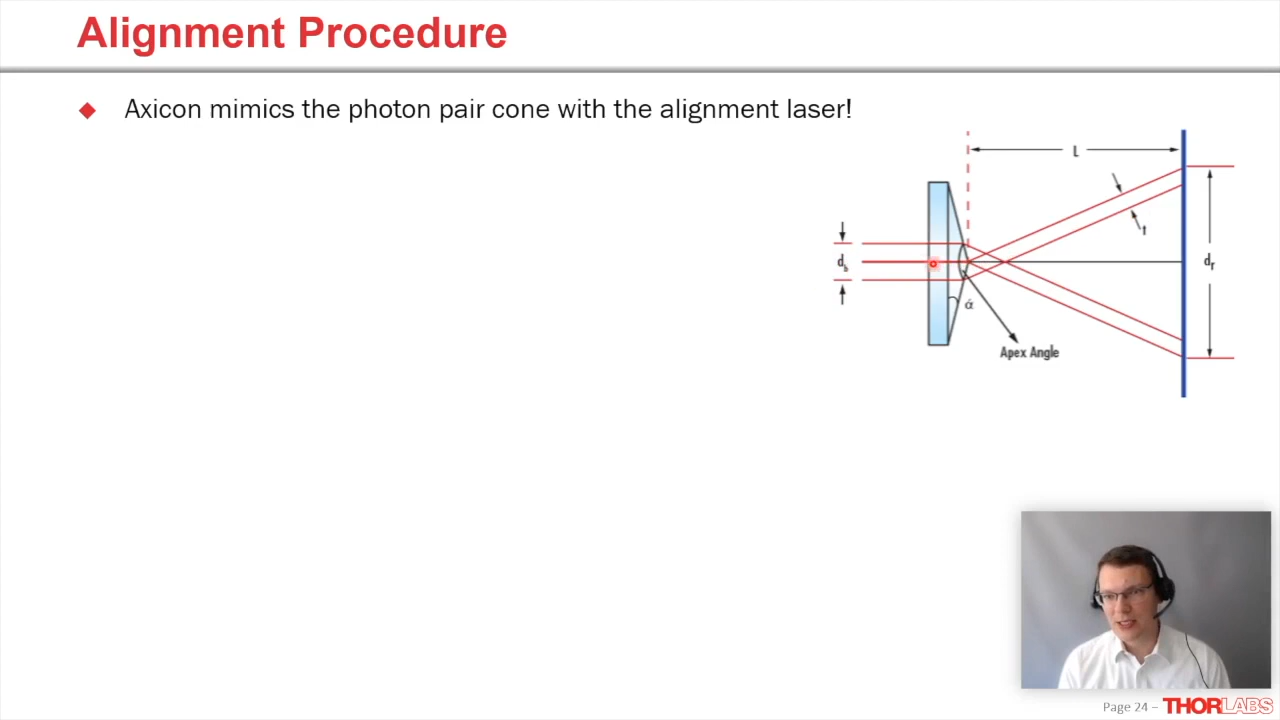 Alignment Procedure
Axicon mimics the photon pair cone with the alignment laser!
L
t
d_b
d_r
ά
Apex Angle
Page 24 – THORLABS